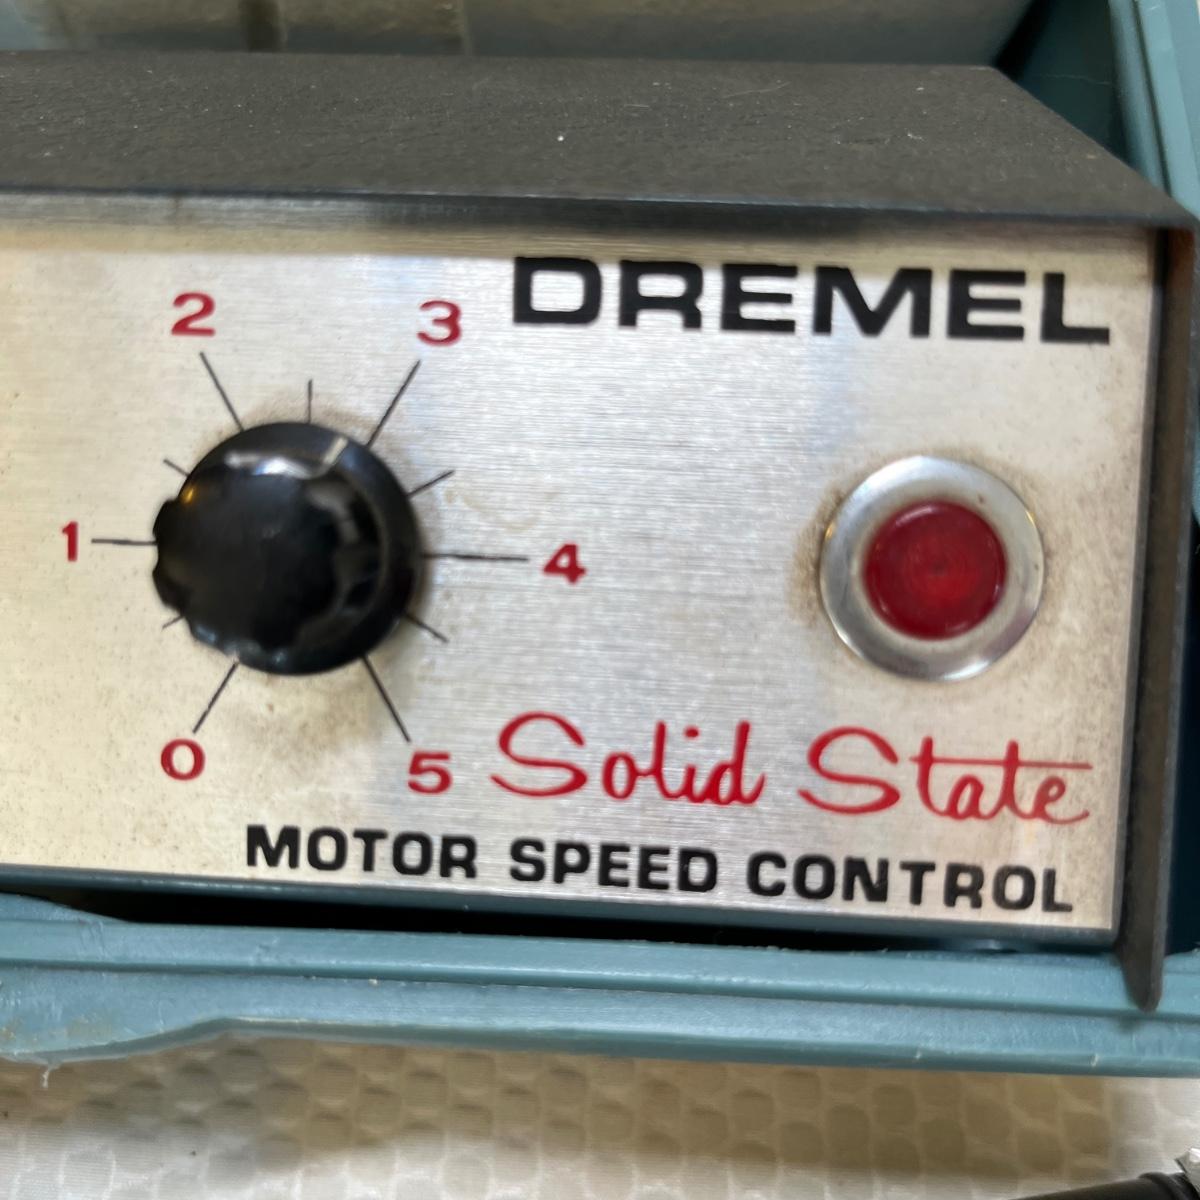 DREMEL
2
3
1
4
0
5
Solid State
MOTOR SPEED CONTROL